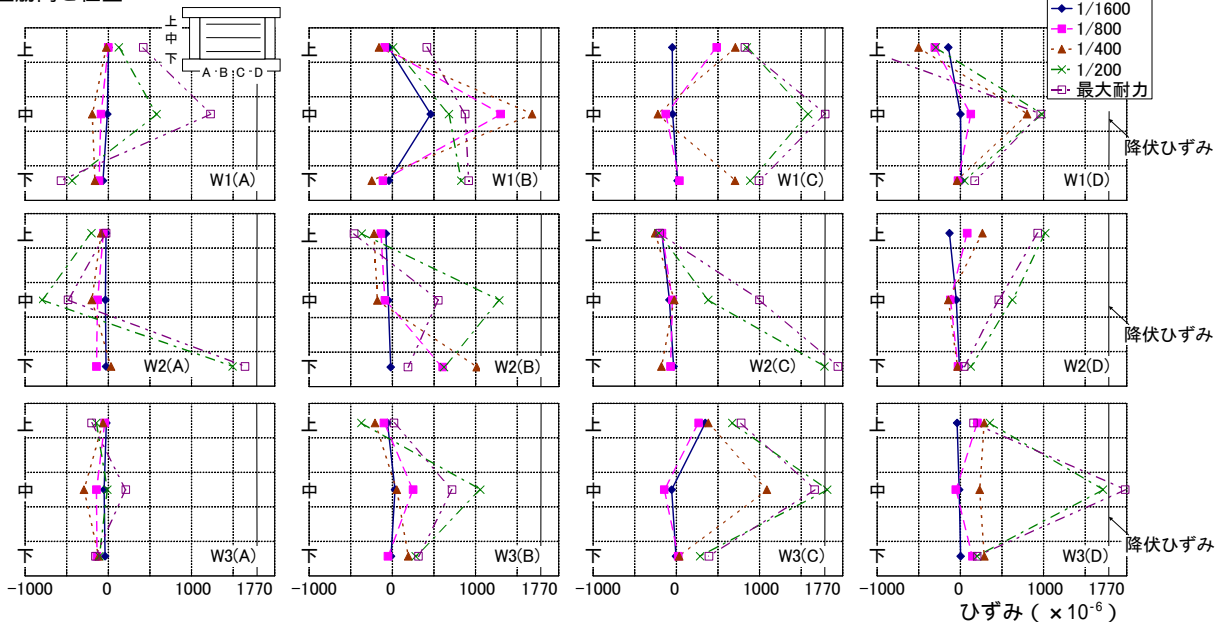 上
中
下
A・B・C・D
1/1600
1/800
1/400
1/200
最大耐力
上
中
下
W1(A)
上
中
下
W1(B)
上
中
下
W1(C)
上
中
下
W1(D)
降伏ひずみ
上
中
下
W2(A)
上
中
下
W2(B)
上
中
下
W2(C)
上
中
下
W2(D)
降伏ひずみ
上
中
下
W3(A)
上
中
下
W3(B)
上
中
下
W3(C)
上
中
下
W3(D)
降伏ひずみ
-1000 0 1000 1770
-1000 0 1000 1770
-1000 0 1000 1770
-1000 0 1000 1770
ひずみ ( ×10⁻⁶ )